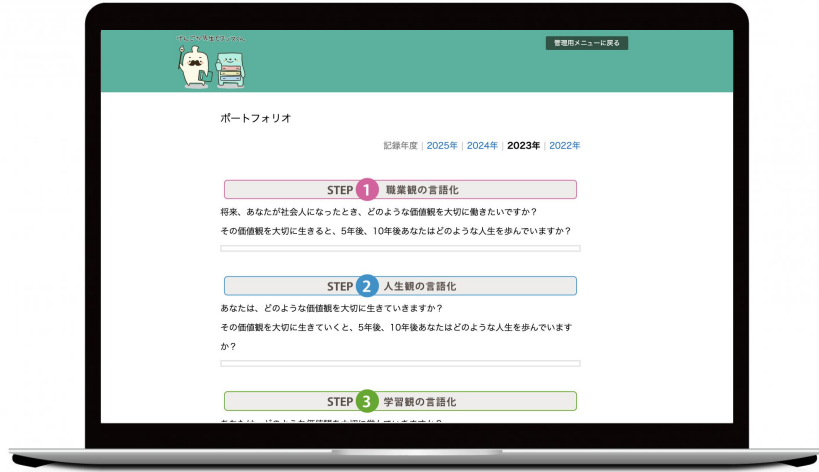 管理用メニューに戻る
ポートフォリオ
記録年度 | 2025年 | 2024年 | 2023年 | 2022年
STEP 1 職業観の言語化
将来、あなたが社会人になったとき、どのような価値観を大切に働きたいですか？
その価値観を大切に生きると、5年後、10年後あなたはどのような人生を歩んでいますか？
STEP 2 人生観の言語化
あなたは、どのような価値観を大切に生きていきますか？
その価値観を大切に生きていくと、5年後、10年後あなたはどのような人生を歩んでいます
か？
STEP 3 学習観の言語化